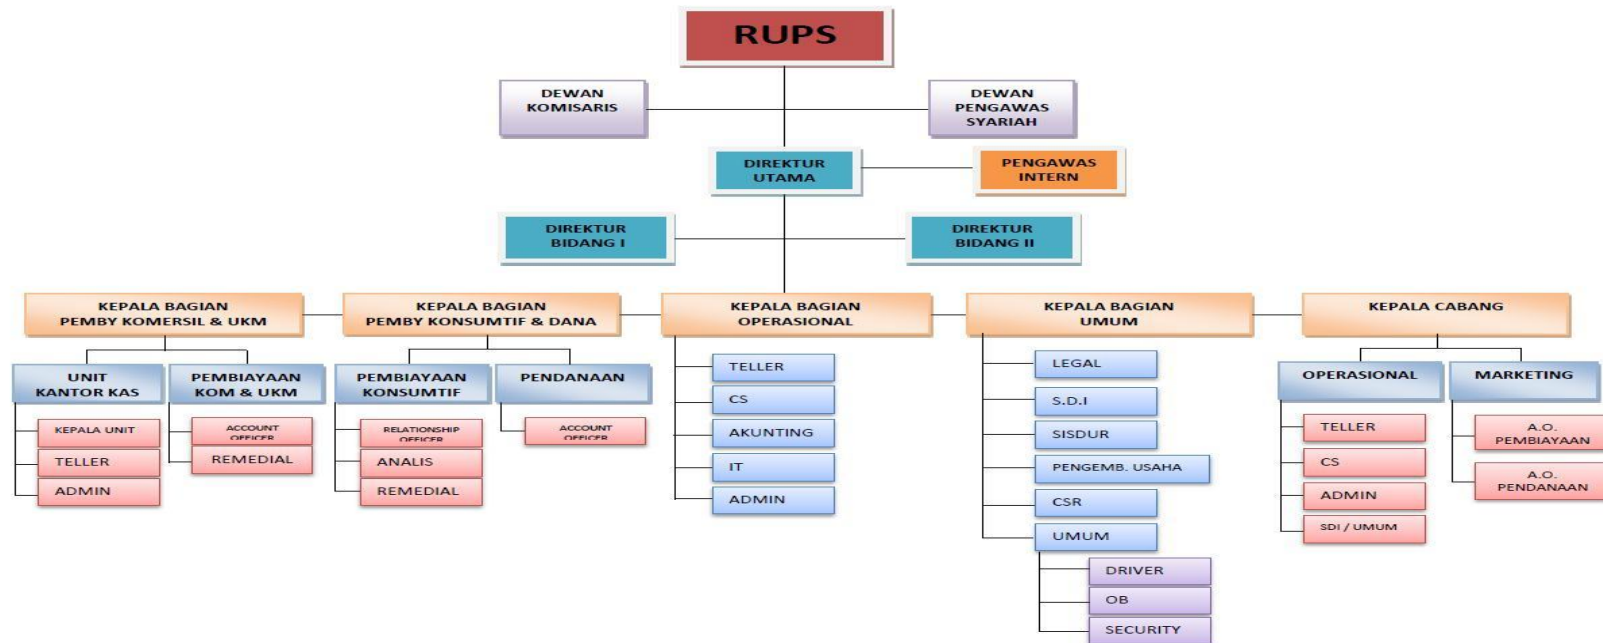 RUPS
DEWAN
KOMISARIS
DEWAN
PENGAWAS
SYARIAH
DIREKTUR
UTAMA
PENGAWAS
INTERN
DIREKTUR
BIDANG I
DIREKTUR
BIDANG II
KEPALA BAGIAN
PEMBY KOMERSIL & UKM
KEPALA BAGIAN
PEMBY KONSUMTIF & DANA
KEPALA BAGIAN
OPERASIONAL
KEPALA BAGIAN
UMUM
KEPALA CABANG
UNIT
KANTOR KAS
KEPALA UNIT
TELLER
ADMIN
PEMBIAYAAN
KOM & UKM
ACCOUNT
OFFICER
REMEDIAL
PEMBIAYAAN
KONSUMTIF
RELATIONSHIP
OFFICER
ANALIS
REMEDIAL
PENDANAAN
ACCOUNT
OFFICER
TELLER
CS
AKUNTING
IT
ADMIN
LEGAL
S.D.I
SISDUR
PENGEMB. USAHA
CSR
UMUM
DRIVER
OB
SECURITY
OPERASIONAL
TELLER
CS
ADMIN
SDI / UMUM
MARKETING
A.O.
PEMBIAYAAN
A.O.
PENDANAAN